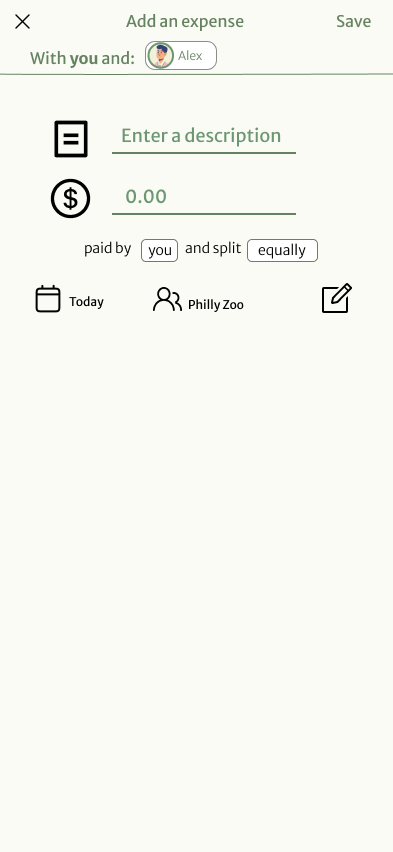 Add an expense Save
With you and: Alex
Enter a description
$ 0.00
paid by you and split equally
Today Philly Zoo